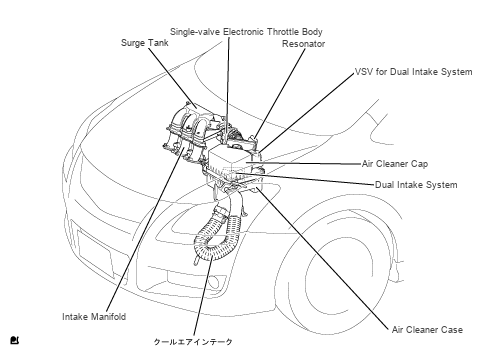 Single-valve Electronic Throttle Body
Surge Tank
Resonator
VSV for Dual Intake System
Air Cleaner Cap
Dual Intake System
Intake Manifold
Air Cleaner Case
クールエアインテーク